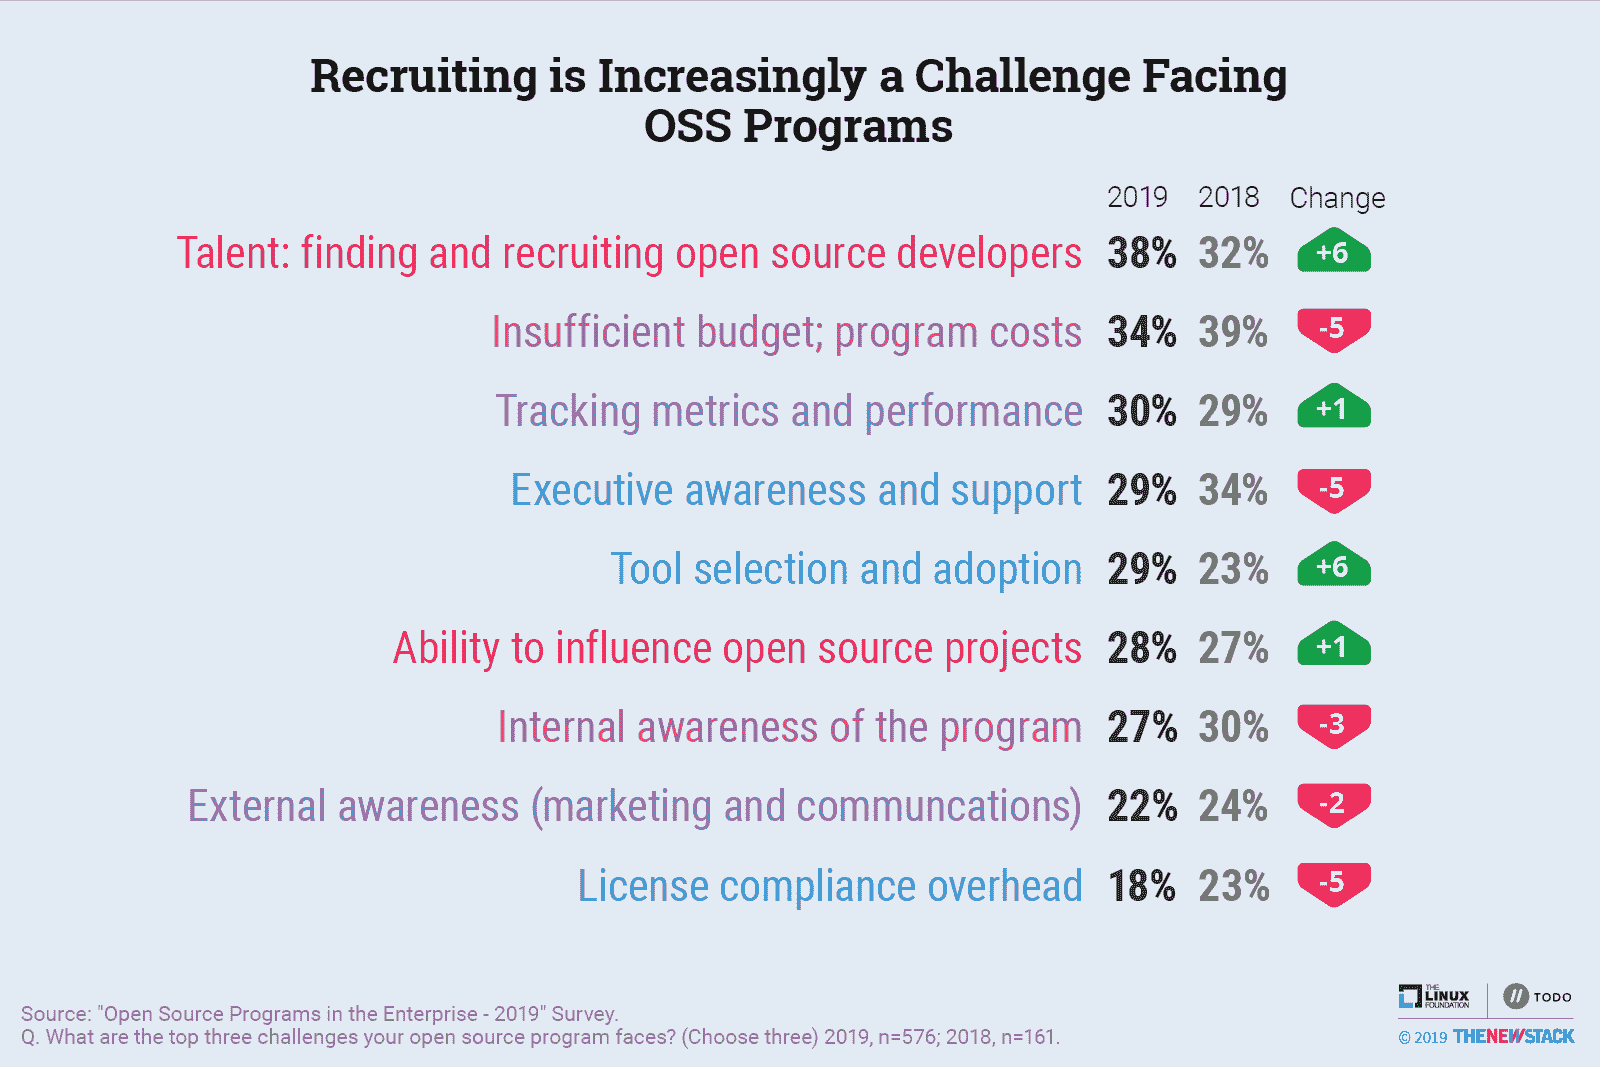 Recruiting is Increasingly a Challenge Facing
OSS Programs
2019 2018 Change
Talent: finding and recruiting open source developers 38% 32% +6
Insufficient budget; program costs 34% 39% -5
Tracking metrics and performance 30% 29% +1
Executive awareness and support 29% 34% -5
Tool selection and adoption 29% 23% +6
Ability to influence open source projects 28% 27% +1
Internal awareness of the program 27% 30% -3
External awareness (marketing and communcations) 22% 24% -2
License compliance overhead 18% 23% -5
Source: "Open Source Programs in the Enterprise - 2019" Survey.
Q. What are the top three challenges your open source program faces? (Choose three) 2019, n=576; 2018, n=161.
THE
LINUX
FOUNDATION
TODO
© 2019 THENEWSTACK